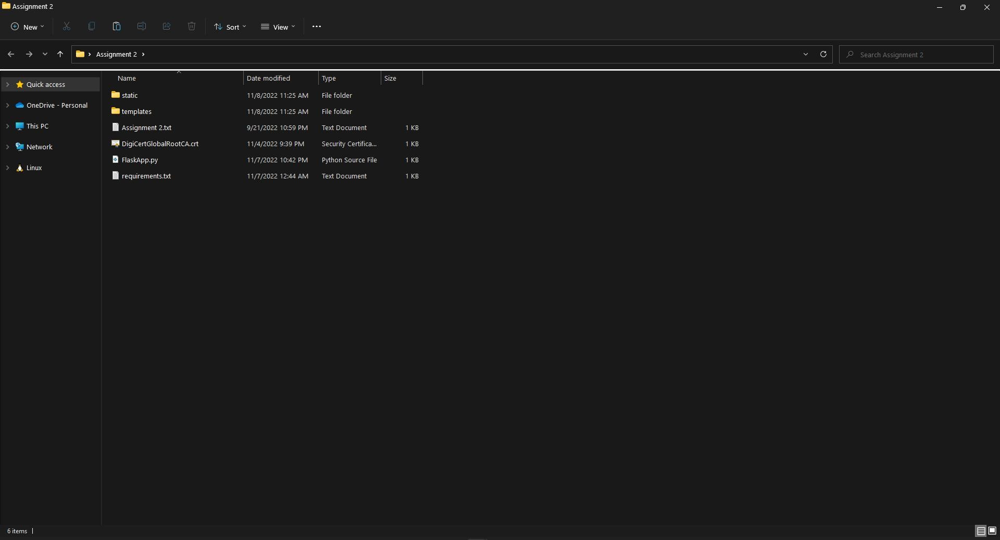 Assignment 2
New Sort View
Assignment 2 Search Assignment 2
Name Date modified Type Size
Quick access
OneDrive - Personal
This PC
Network
Linux
static 11/8/2022 11:25 AM File folder
templates 11/8/2022 11:25 AM File folder
Assignment 2.txt 9/21/2022 10:59 PM Text Document 1 KB
DigiCertGlobalRootCA.crt 11/4/2022 9:39 PM Security Certifica... 1 KB
FlaskApp.py 11/7/2022 10:42 PM Python Source File 1 KB
requirements.txt 11/7/2022 12:44 AM Text Document 1 KB
6 items